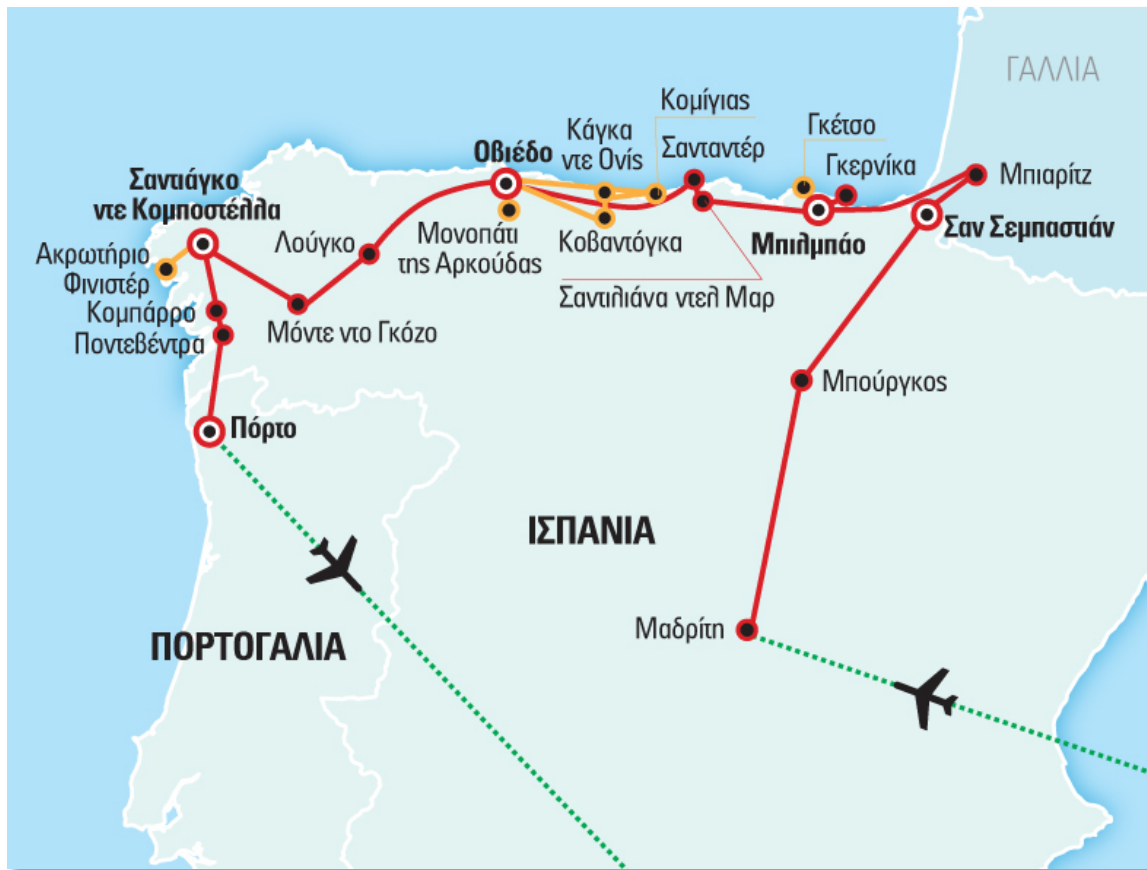 ΓΑΛΛΙΑ
Κομίγιας
Κάγκα
ντε Ονίς
Γκέτσο
Οβιέδο
Σανταντέρ
Γκερνίκα
Σαντιάγκο
ντε Κομποστέλλα
Μπιαρίτζ
Λούγκο
Μονοπάτι
της Αρκούδας
Κοβαντόγκα
Μπιλμπάο
Σαν Σεμπαστιάν
Ακρωτήριο
Φινιστέρ
Σαντιλιάνα ντελ Μαρ
Κομπάρρο
Μόντε ντο Γκόζο
Ποντεβέντρα
Μπούργκος
Πόρτο
ΙΣΠΑΝΙΑ
Μαδρίτη
ΠΟΡΤΟΓΑΛΙΑ